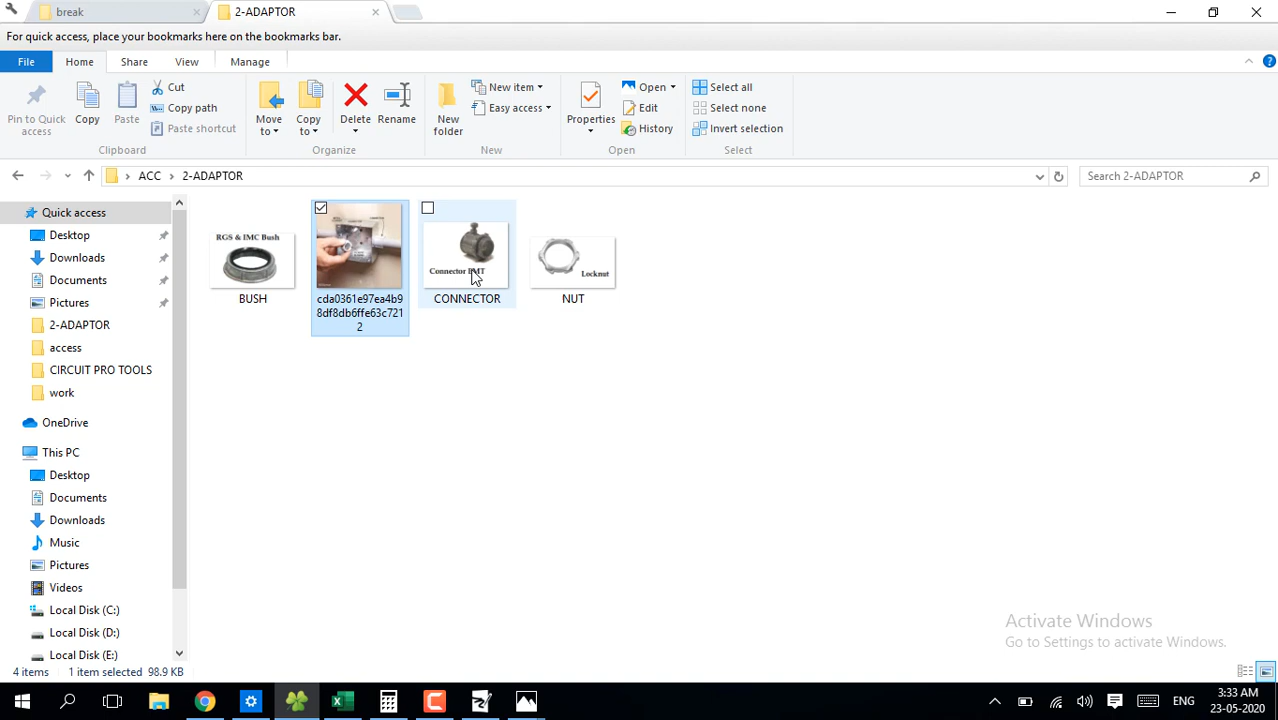 break
2-ADAPTOR
For quick access, place your bookmarks here on the bookmarks bar.
File Home Share View Manage
Pin to Quick access
Copy
Paste
Cut
Copy path
Paste shortcut
Clipboard
Move to
Copy to
Delete
Rename
Organize
New folder
New item
Easy access
New
Properties
Open
Edit
History
Open
Select all
Select none
Invert selection
Select
ACC 2-ADAPTOR
Search 2-ADAPTOR
Quick access
Desktop
Downloads
Documents
Pictures
2-ADAPTOR
access
CIRCUIT PRO TOOLS
work
OneDrive
This PC
Desktop
Documents
Downloads
Music
Pictures
Videos
Local Disk (C:)
Local Disk (D:)
Local Disk (E:)
RGS & IMC Bush
BUSH
cda0361e97ea4b9
8df8db6ffe63c721
2
Connector EMT
CONNECTOR
Locknut
NUT
Activate Windows
Go to Settings to activate Windows.
4 items 1 item selected 98.9 KB
ENG
3:33 AM
23-05-2020